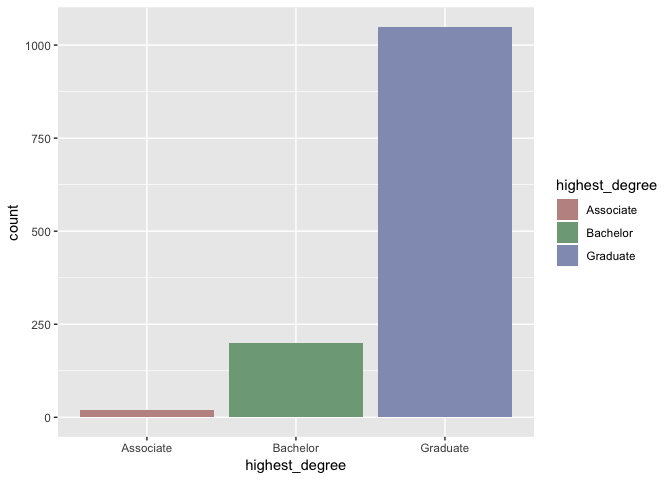 1000
750
500
250
0
count
Associate
Bachelor
Graduate
highest_degree
highest_degree
Associate
Bachelor
Graduate